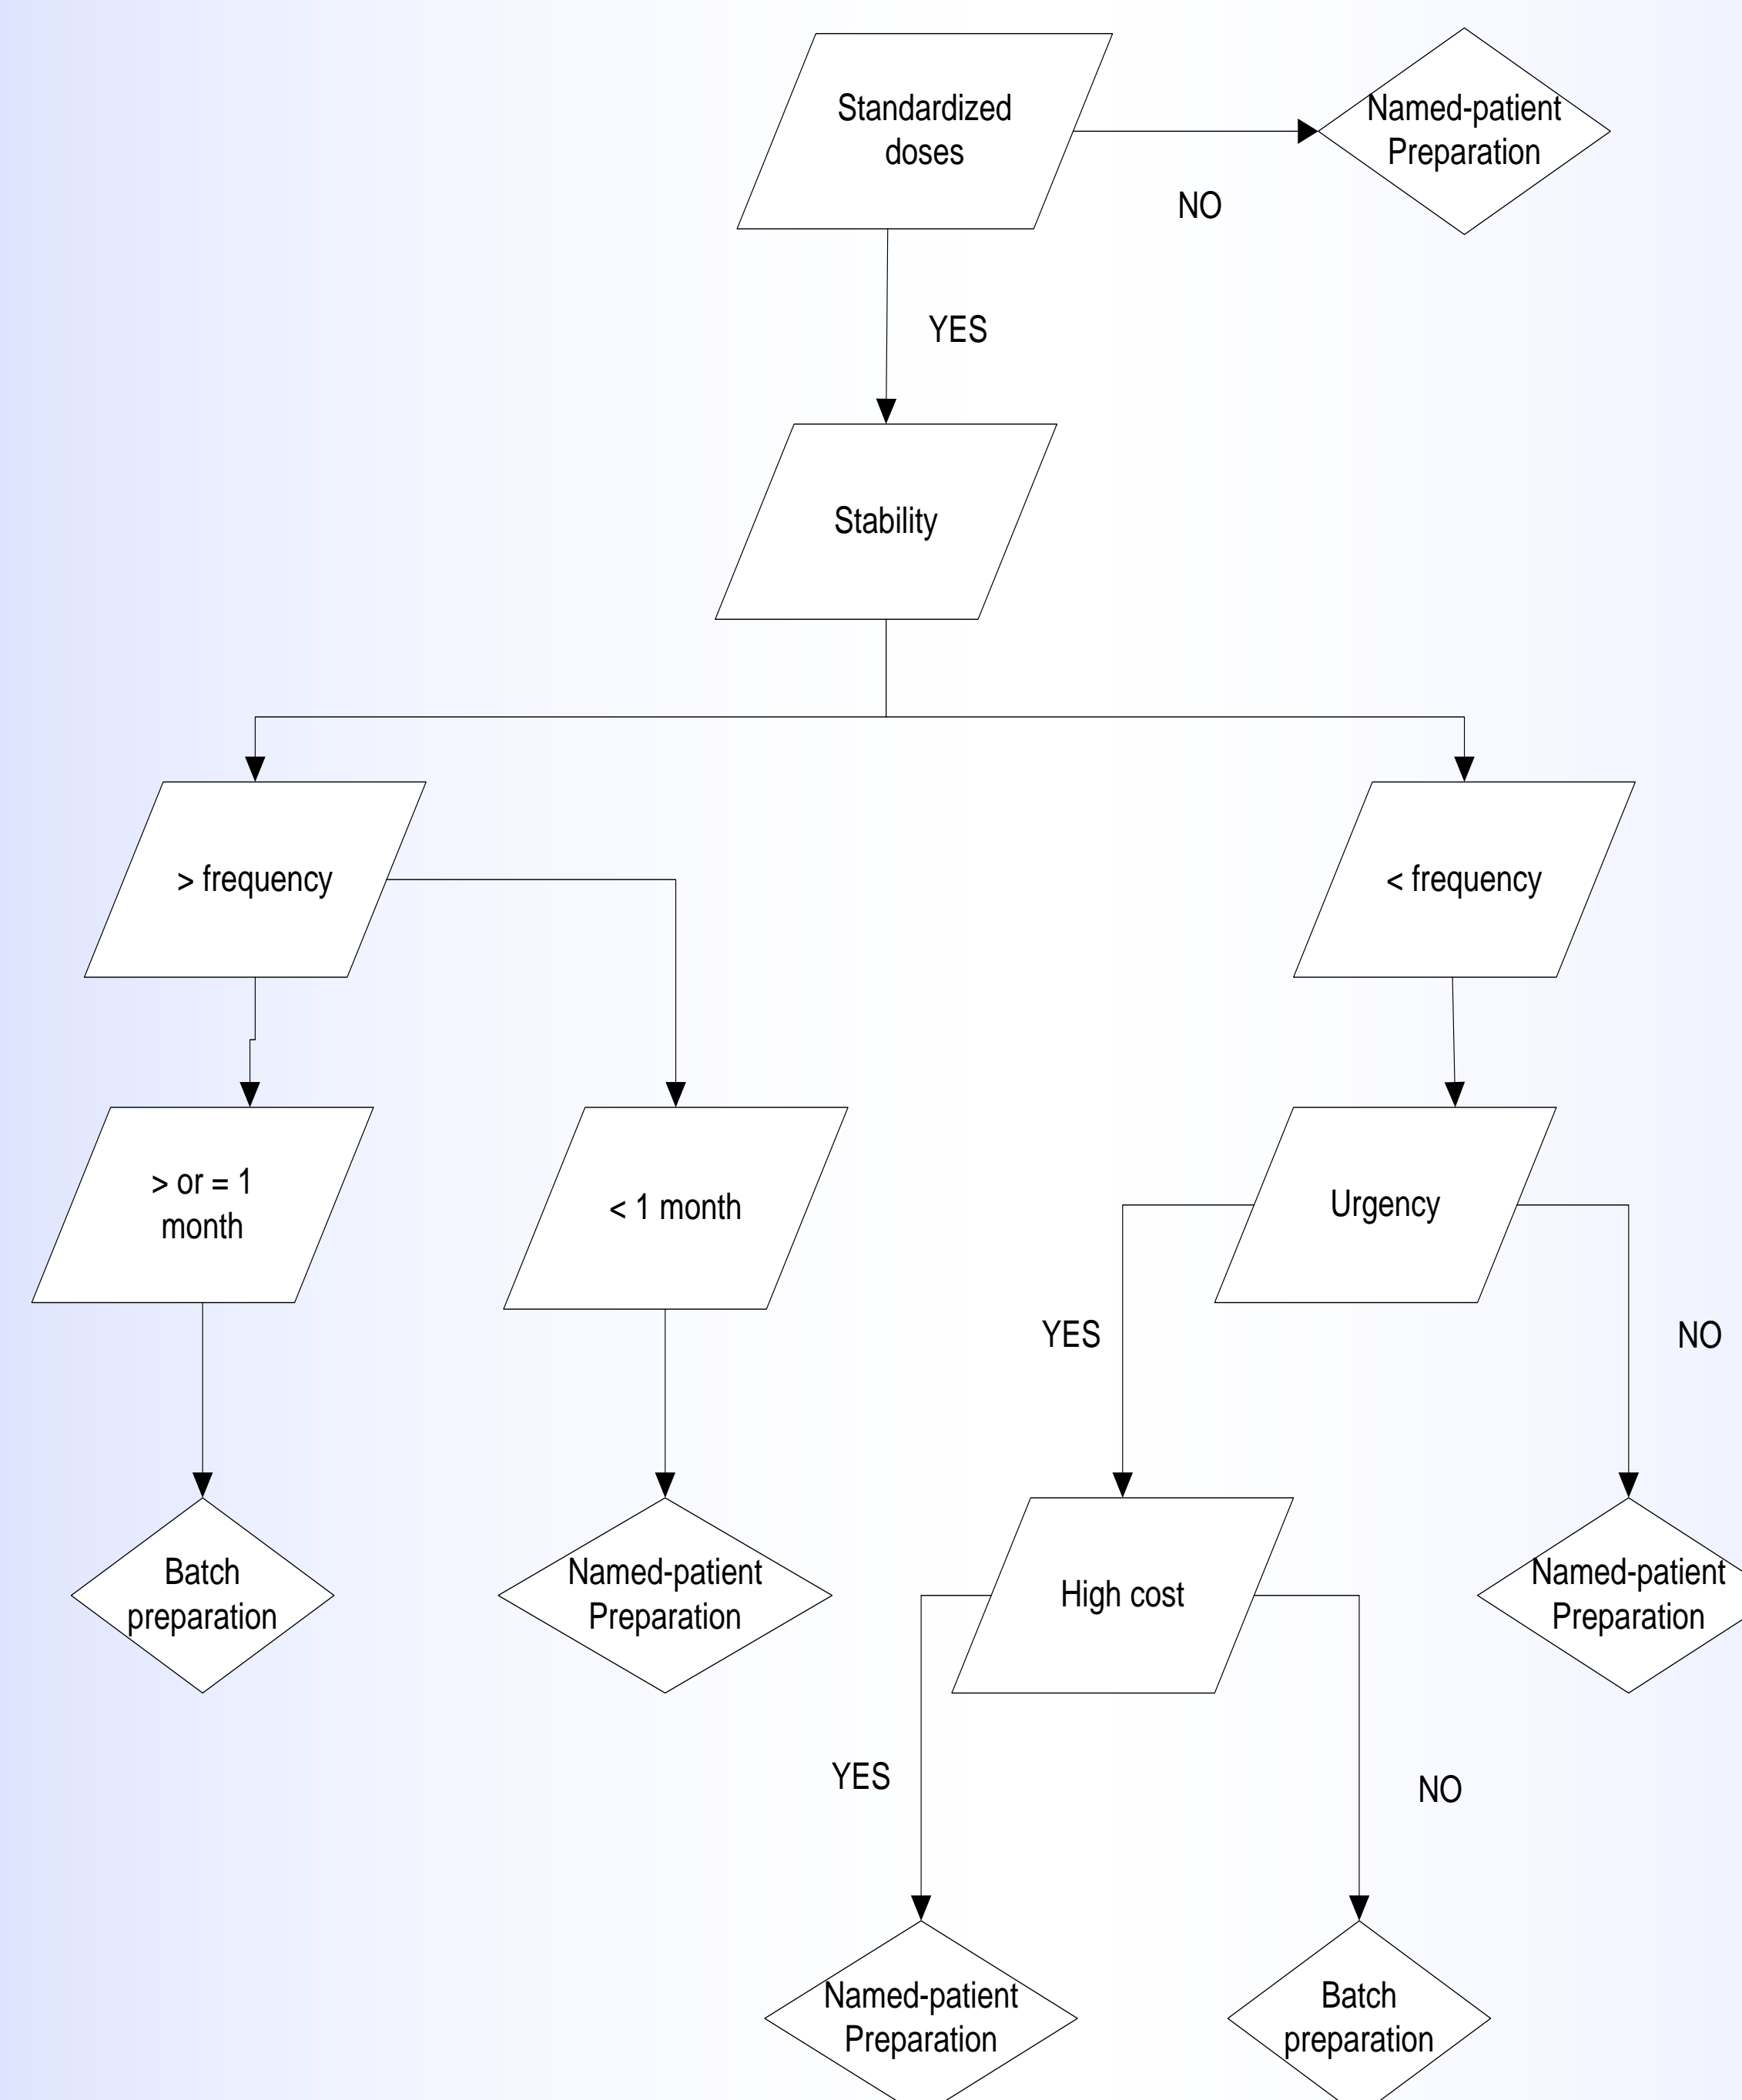 Standardized
doses
Named-patient
Preparation
NO
YES
Stability
> frequency
< frequency
> or = 1
month
< 1 month
Urgency
YES
NO
Batch
preparation
Named-patient
Preparation
High cost
Named-patient
Preparation
YES
NO
Named-patient
Preparation
Batch
preparation